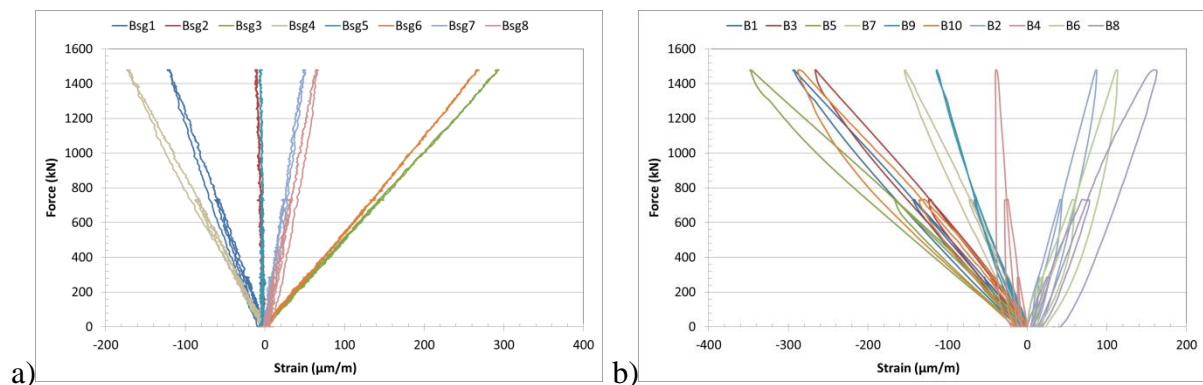 Bsg1 Bsg2 Bsg3 Bsg4 Bsg5 Bsg6 Bsg7 Bsg8
1600
1400
1200
1000
800
600
400
200
0
-200 -100 0 100 200 300 400
Force (kN)
Strain (µm/m)
a)
B1 B3 B5 B7 B9 B10 B2 B4 B6 B8
1600
1400
1200
1000
800
600
400
200
0
-400 -300 -200 -100 0 100 200
Force (kN)
Strain (µm/m)
b)